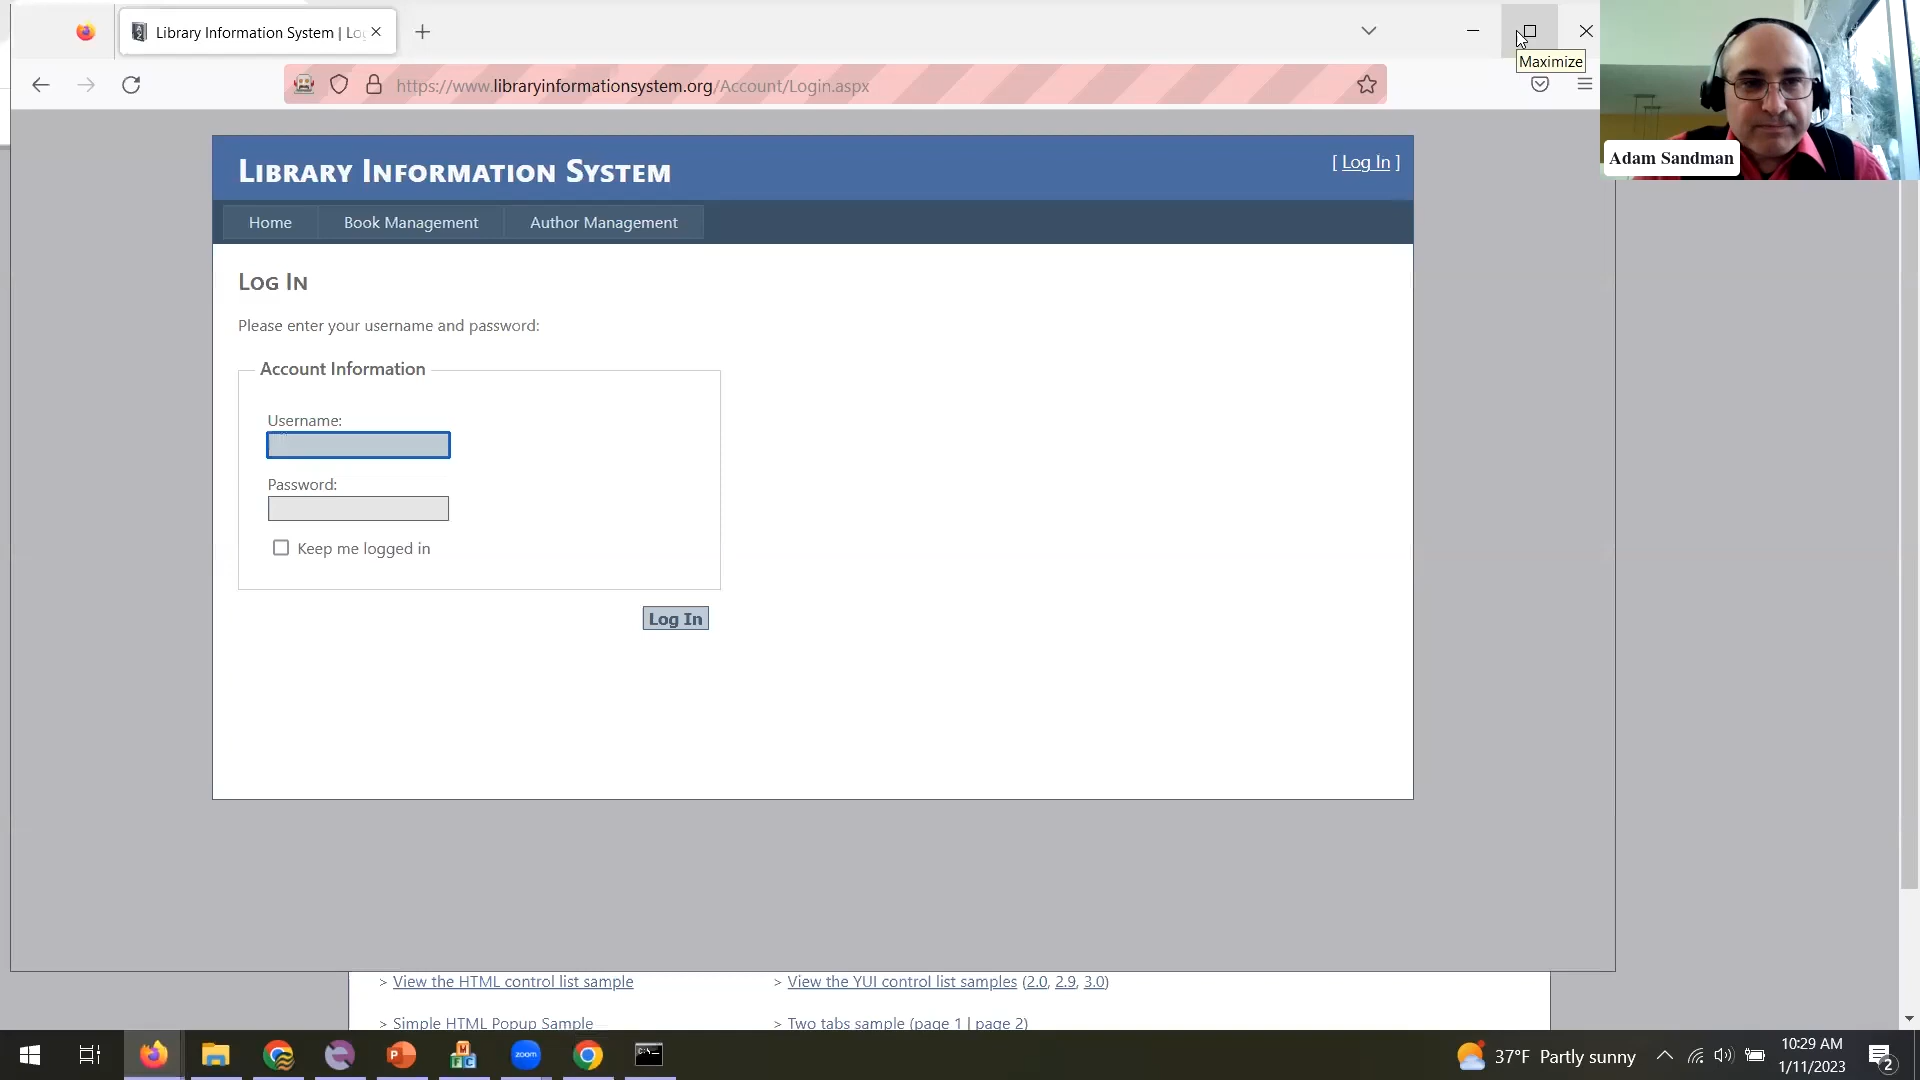 Library Information System | Lo
Maximize
https://www.libraryinformationsystem.org/Account/Login.aspx
Adam Sandman
Library Information System
[ Log In ]
Home Book Management Author Management
Log In
Please enter your username and password:
Account Information
Username:
Password:
Keep me logged in
Log In
> View the HTML control list sample > View the YUI control list samples (2.0, 2.9, 3.0)
> Simple HTML Popup Sample > Two tabs sample (page 1 | page 2)
zoom
37°F Partly sunny
10:29 AM
1/11/2023
2